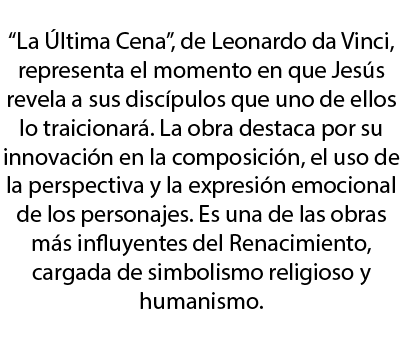 “La Última Cena”, de Leonardo da Vinci,
representa el momento en que Jesús
revela a sus discípulos que uno de ellos
lo traicionará. La obra destaca por su
innovación en la composición, el uso de
la perspectiva y la expresión emocional
de los personajes. Es una de las obras
más influyentes del Renacimiento,
cargada de simbolismo religioso y
humanismo.